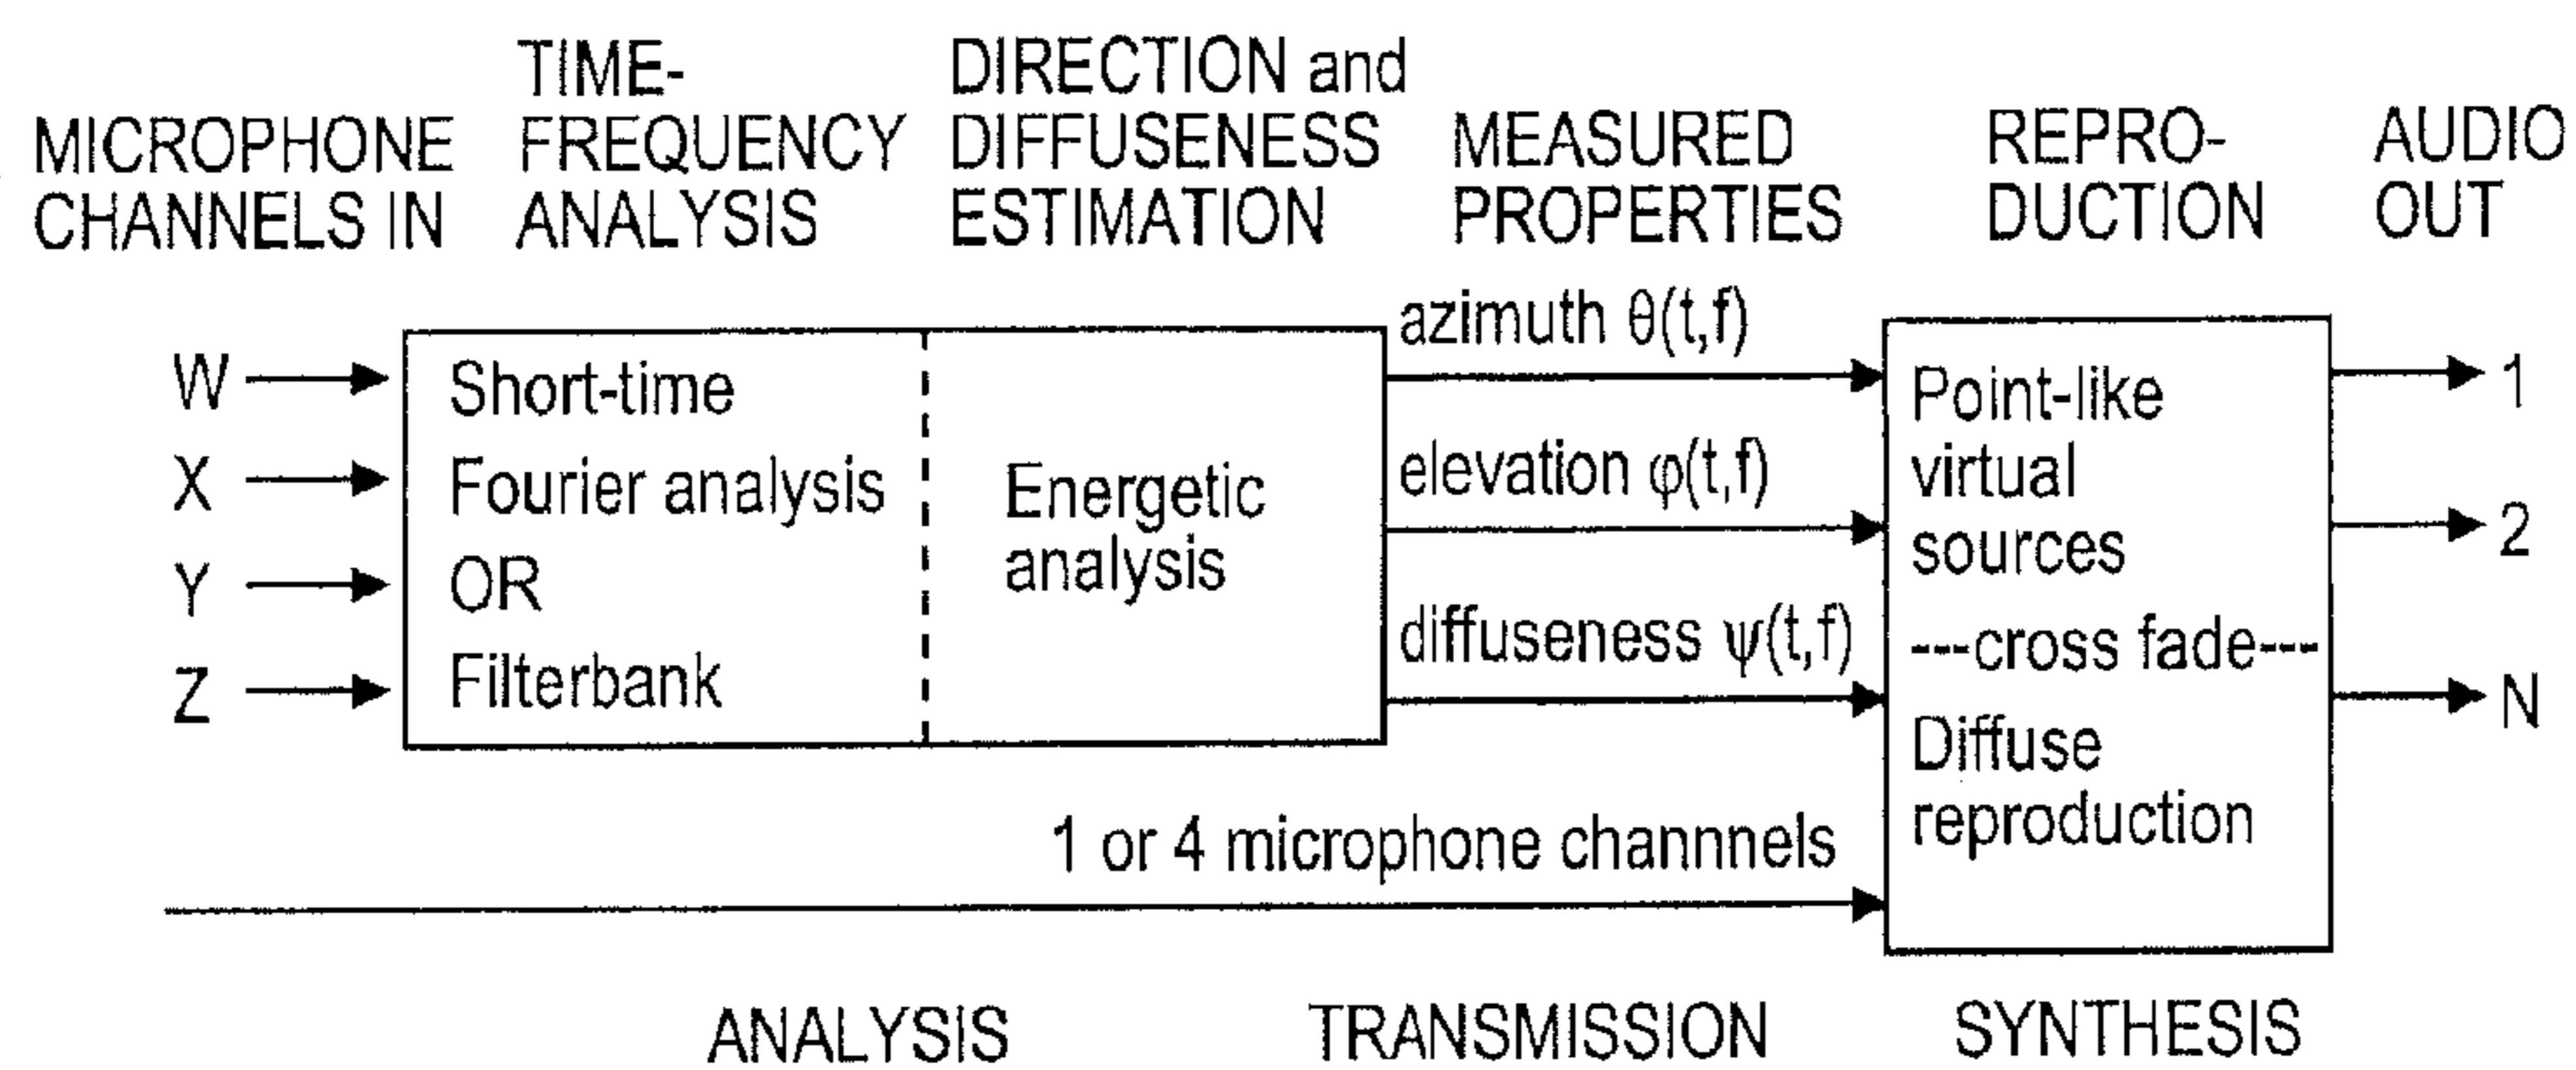 MICROPHONE
CHANNELS IN
TIME-
FREQUENCY
ANALYSIS
DIRECTION and
DIFFUSENESS
ESTIMATION
MEASURED
PROPERTIES
REPRO-
DUCTION
AUDIO
OUT
W
X
Y
Z
Short-time
Fourier analysis
OR
Filterbank
Energetic
analysis
azimuth θ(t,f)
elevation φ(t,f)
diffuseness ψ(t,f)
1 or 4 microphone channnels
Point-like
virtual
sources
---cross fade---
Diffuse
reproduction
1
2
N
ANALYSIS
TRANSMISSION
SYNTHESIS